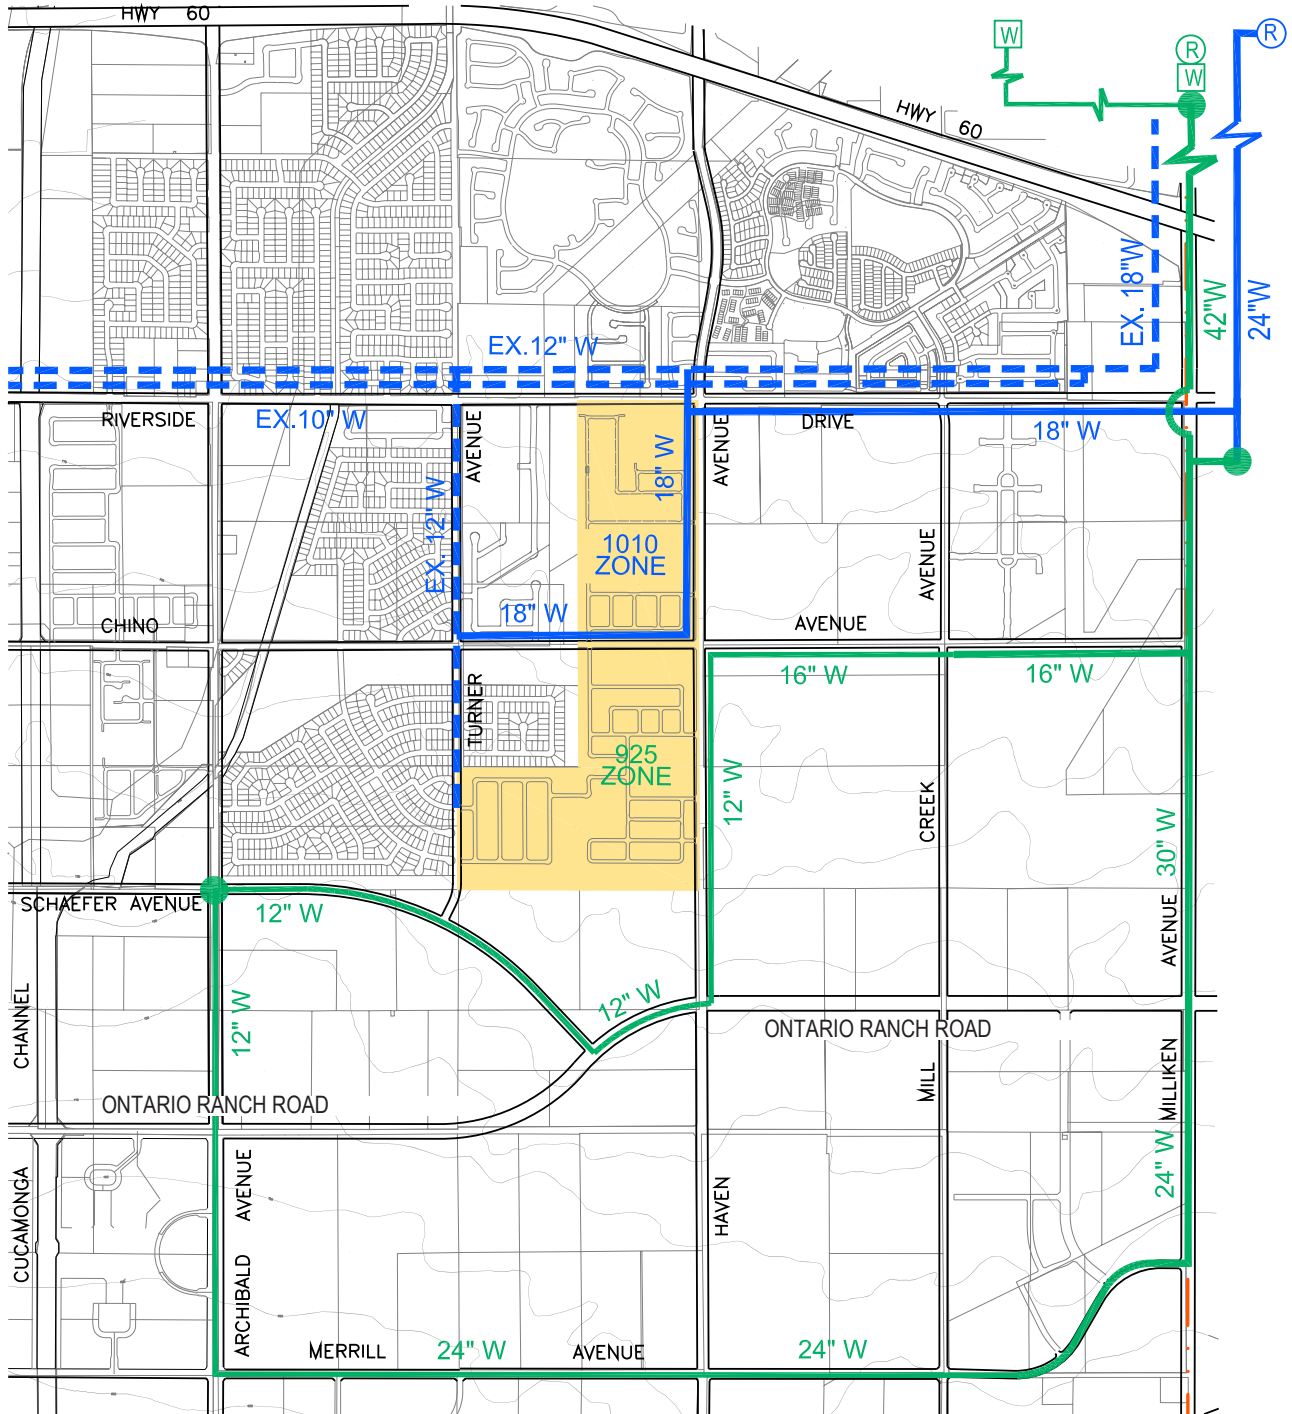 HWY 60
W
R
R
W
HWY 60
EX. 18"W
42"W
24"W
EX.12" W
RIVERSIDE
EX.10" W
AVENUE
18" W
AVENUE
DRIVE
18" W
EX. 12" W
1010
ZONE
AVENUE
18" W
CHINO
AVENUE
16" W
16" W
TURNER
925
ZONE
12" W
CREEK
30" W
SCHAEFER AVENUE
12" W
AVENUE
CHANNEL
12" W
12" W
ONTARIO RANCH ROAD
MILL
MILLIKEN
ONTARIO RANCH ROAD
24" W
CUCAMONGA
AVENUE
HAVEN
ARCHIBALD
MERRILL
24" W
AVENUE
24" W